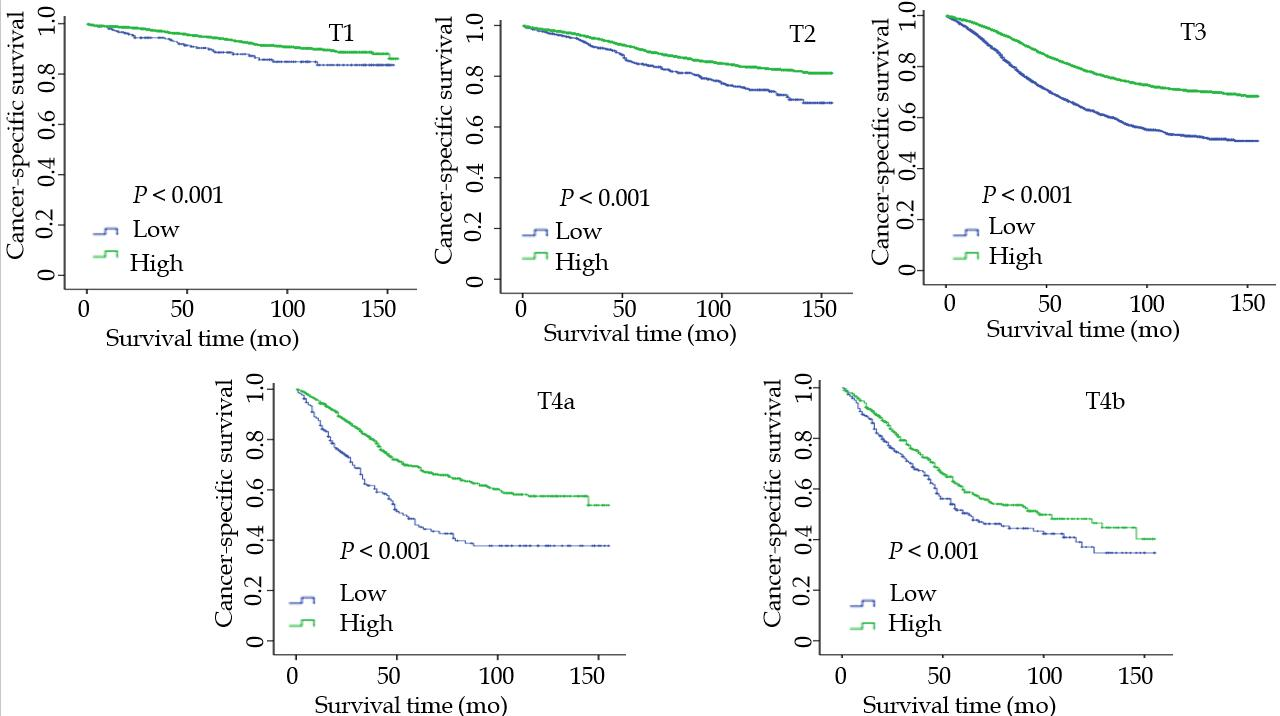 T1
Cancer-specific survival
1.0
0.8
0.6
0.4
0.2
0
P < 0.001
Low
High
0 50 100 150
Survival time (mo)
T2
Cancer-specific survival
1.0
0.8
0.6
0.4
0.2
0
P < 0.001
Low
High
0 50 100 150
Survival time (mo)
T3
Cancer-specific survival
1.0
0.8
0.6
0.4
0.2
0
P < 0.001
Low
High
0 50 100 150
Survival time (mo)
T4a
Cancer-specific survival
1.0
0.8
0.6
0.4
0.2
0
P < 0.001
Low
High
0 50 100 150
Survival time (mo)
T4b
Cancer-specific survival
1.0
0.8
0.6
0.4
0.2
0
P < 0.001
Low
High
0 50 100 150
Survival time (mo)